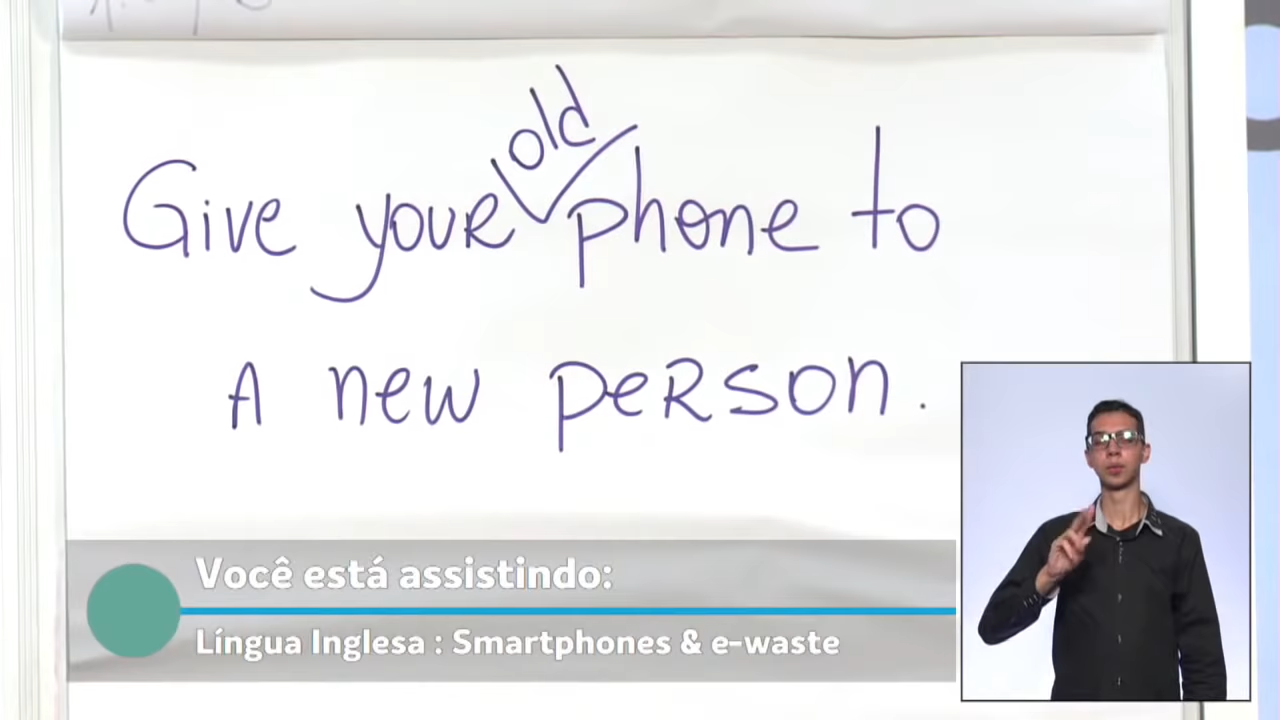 Give your old phone to
A new person.
Você está assistindo:
Língua Inglesa : Smartphones & e-waste